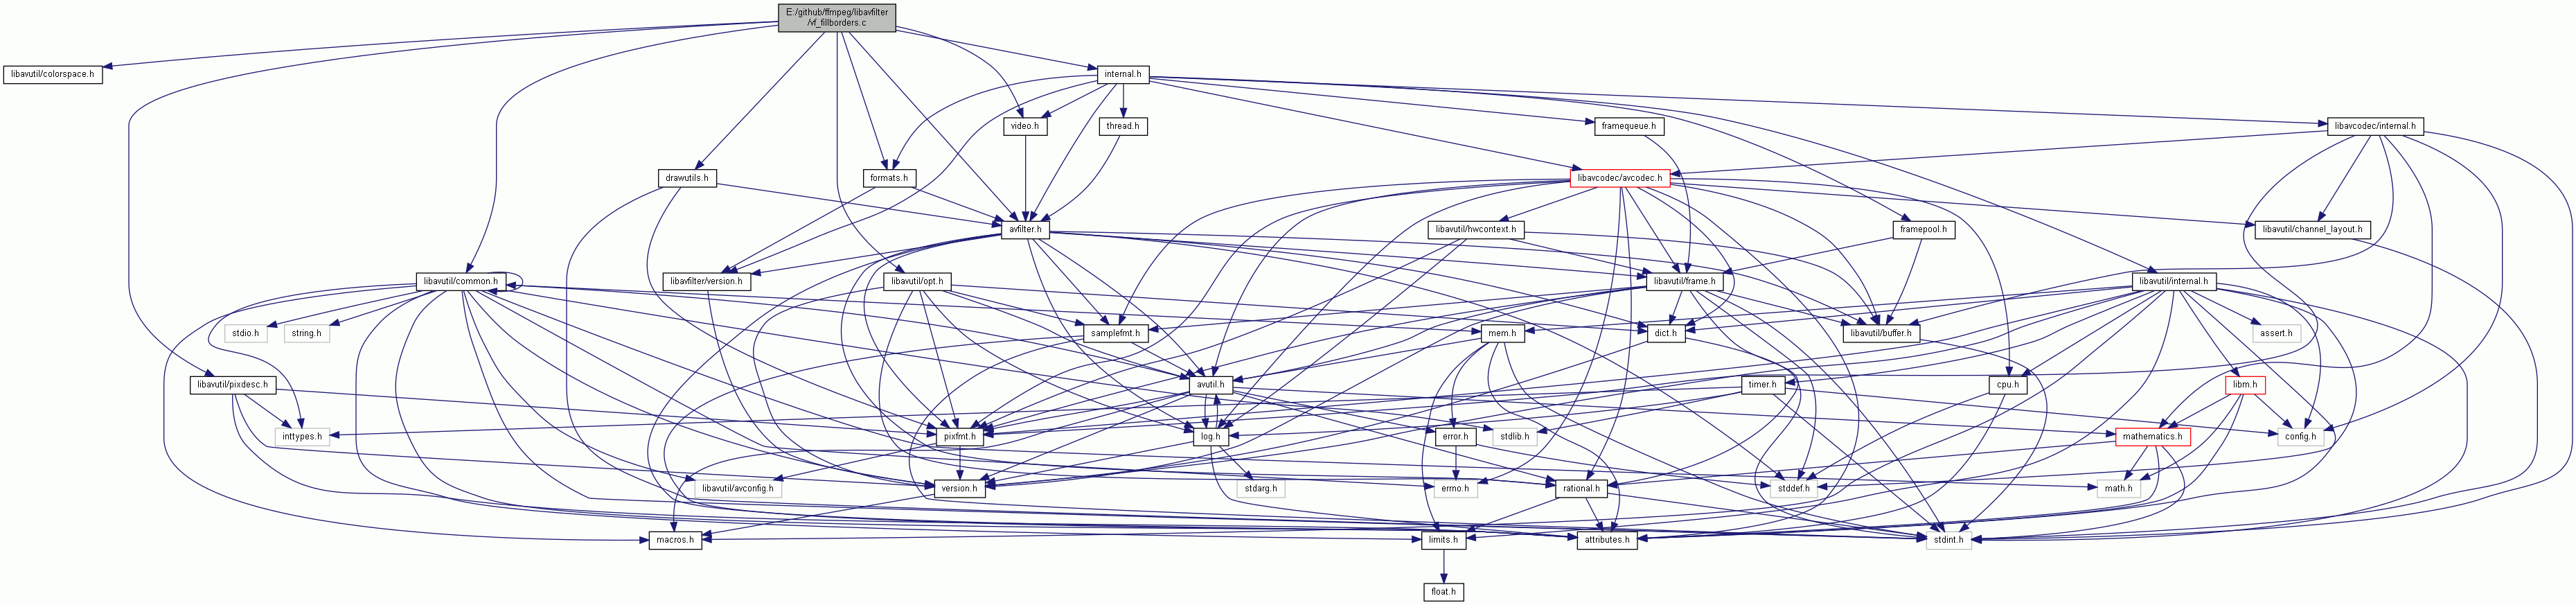 E:/github/ffmpeg/libavfilter
/vf_fillborders.c
libavutil/colorspace.h
internal.h
video.h
thread.h
framequeue.h
libavcodec/internal.h
drawutils.h
formats.h
libavcodec/avcodec.h
avfilter.h
libavutil/hwcontext.h
framepool.h
libavutil/channel_layout.h
libavutil/common.h
libavfilter/version.h
libavutil/opt.h
libavutil/frame.h
libavutil/internal.h
stdio.h
string.h
samplefmt.h
mem.h
dict.h
libavutil/buffer.h
assert.h
libavutil/pixdesc.h
avutil.h
timer.h
cpu.h
libm.h
inttypes.h
pixfmt.h
log.h
error.h
stdlib.h
mathematics.h
config.h
libavutil/avconfig.h
version.h
stdarg.h
errno.h
rational.h
stddef.h
math.h
macros.h
limits.h
attributes.h
stdint.h
float.h